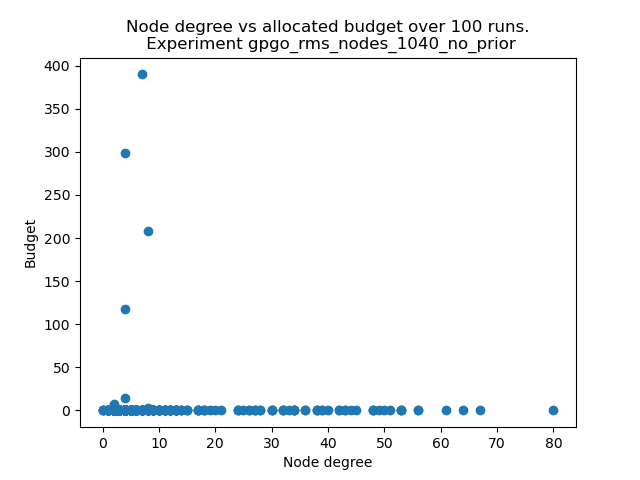 Node degree vs allocated budget over 100 runs.
Experiment gpgo_rms_nodes_1040_no_prior
400
350
300
250
200
150
100
50
0
Budget
0 10 20 30 40 50 60 70 80
Node degree